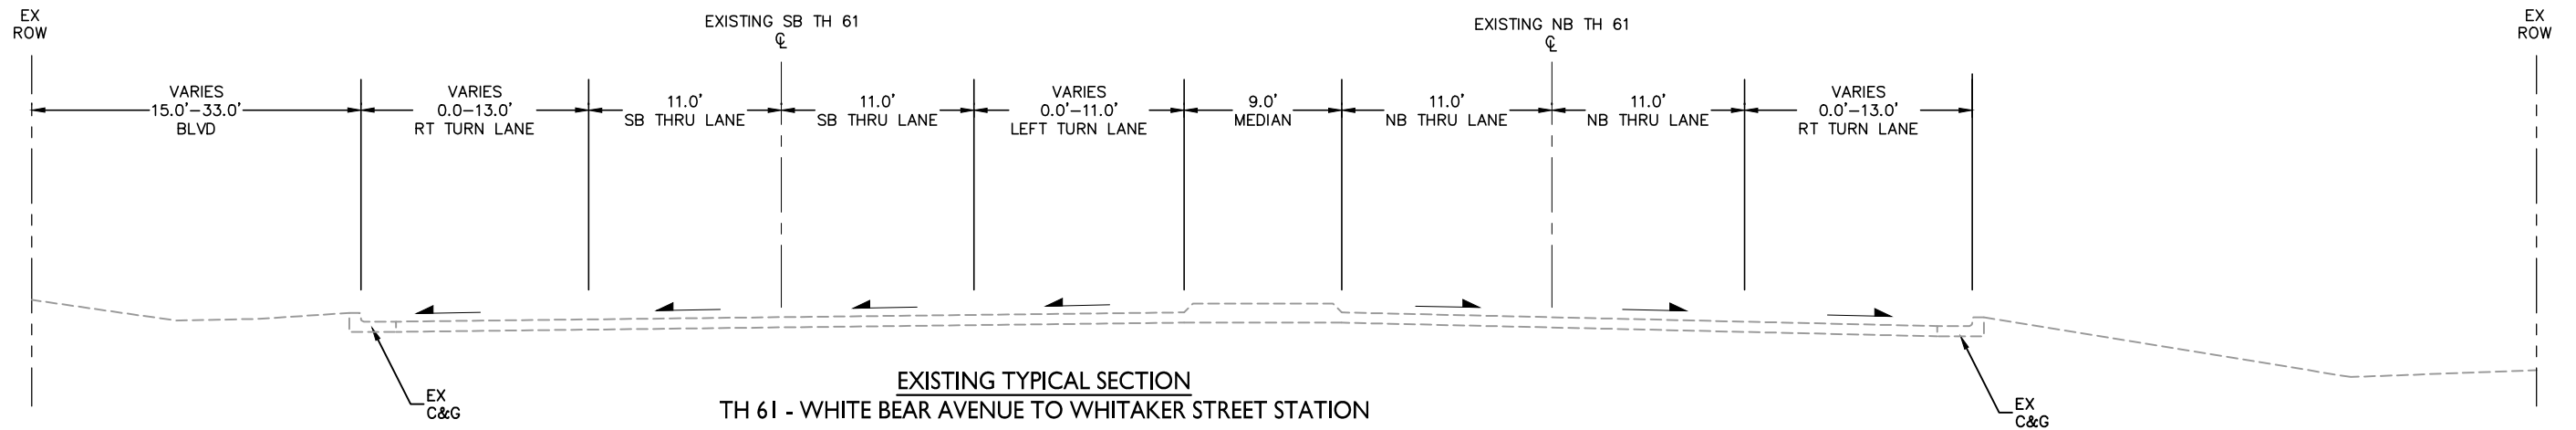 EX
ROW
EXISTING SB TH 61
℄
EXISTING NB TH 61
℄
EX
ROW
VARIES
15.0'-33.0'
BLVD
VARIES
0.0-13.0'
RT TURN LANE
11.0'
SB THRU LANE
11.0'
SB THRU LANE
VARIES
0.0'-11.0'
LEFT TURN LANE
9.0'
MEDIAN
11.0'
NB THRU LANE
11.0'
NB THRU LANE
VARIES
0.0'-13.0'
RT TURN LANE
EX
C&G
EX
C&G
EXISTING TYPICAL SECTION
TH 61 - WHITE BEAR AVENUE TO WHITAKER STREET STATION